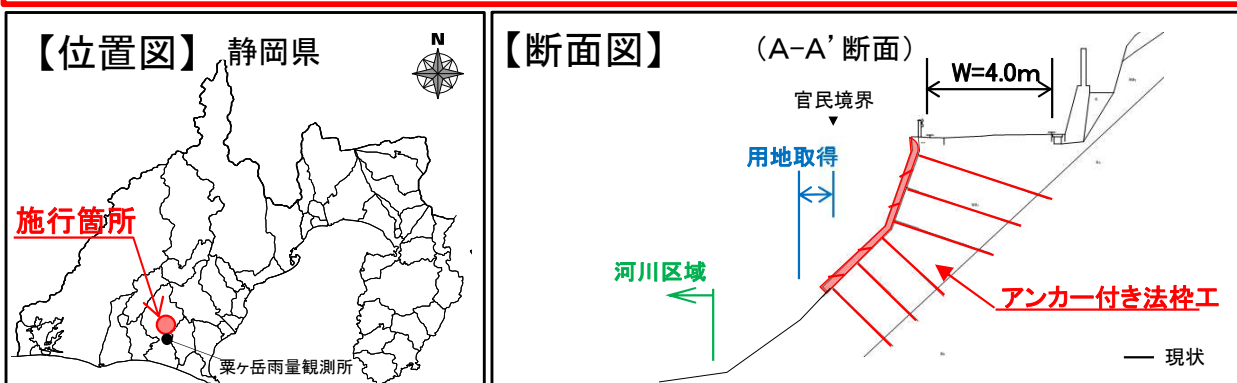 【位置図】 静岡県
N
施行箇所
粟ヶ岳雨量観測所
【断面図】 (A-A'断面)
W=4.0m
官民境界
▼
用地取得
河川区域
アンカー付き法枠工
― 現状